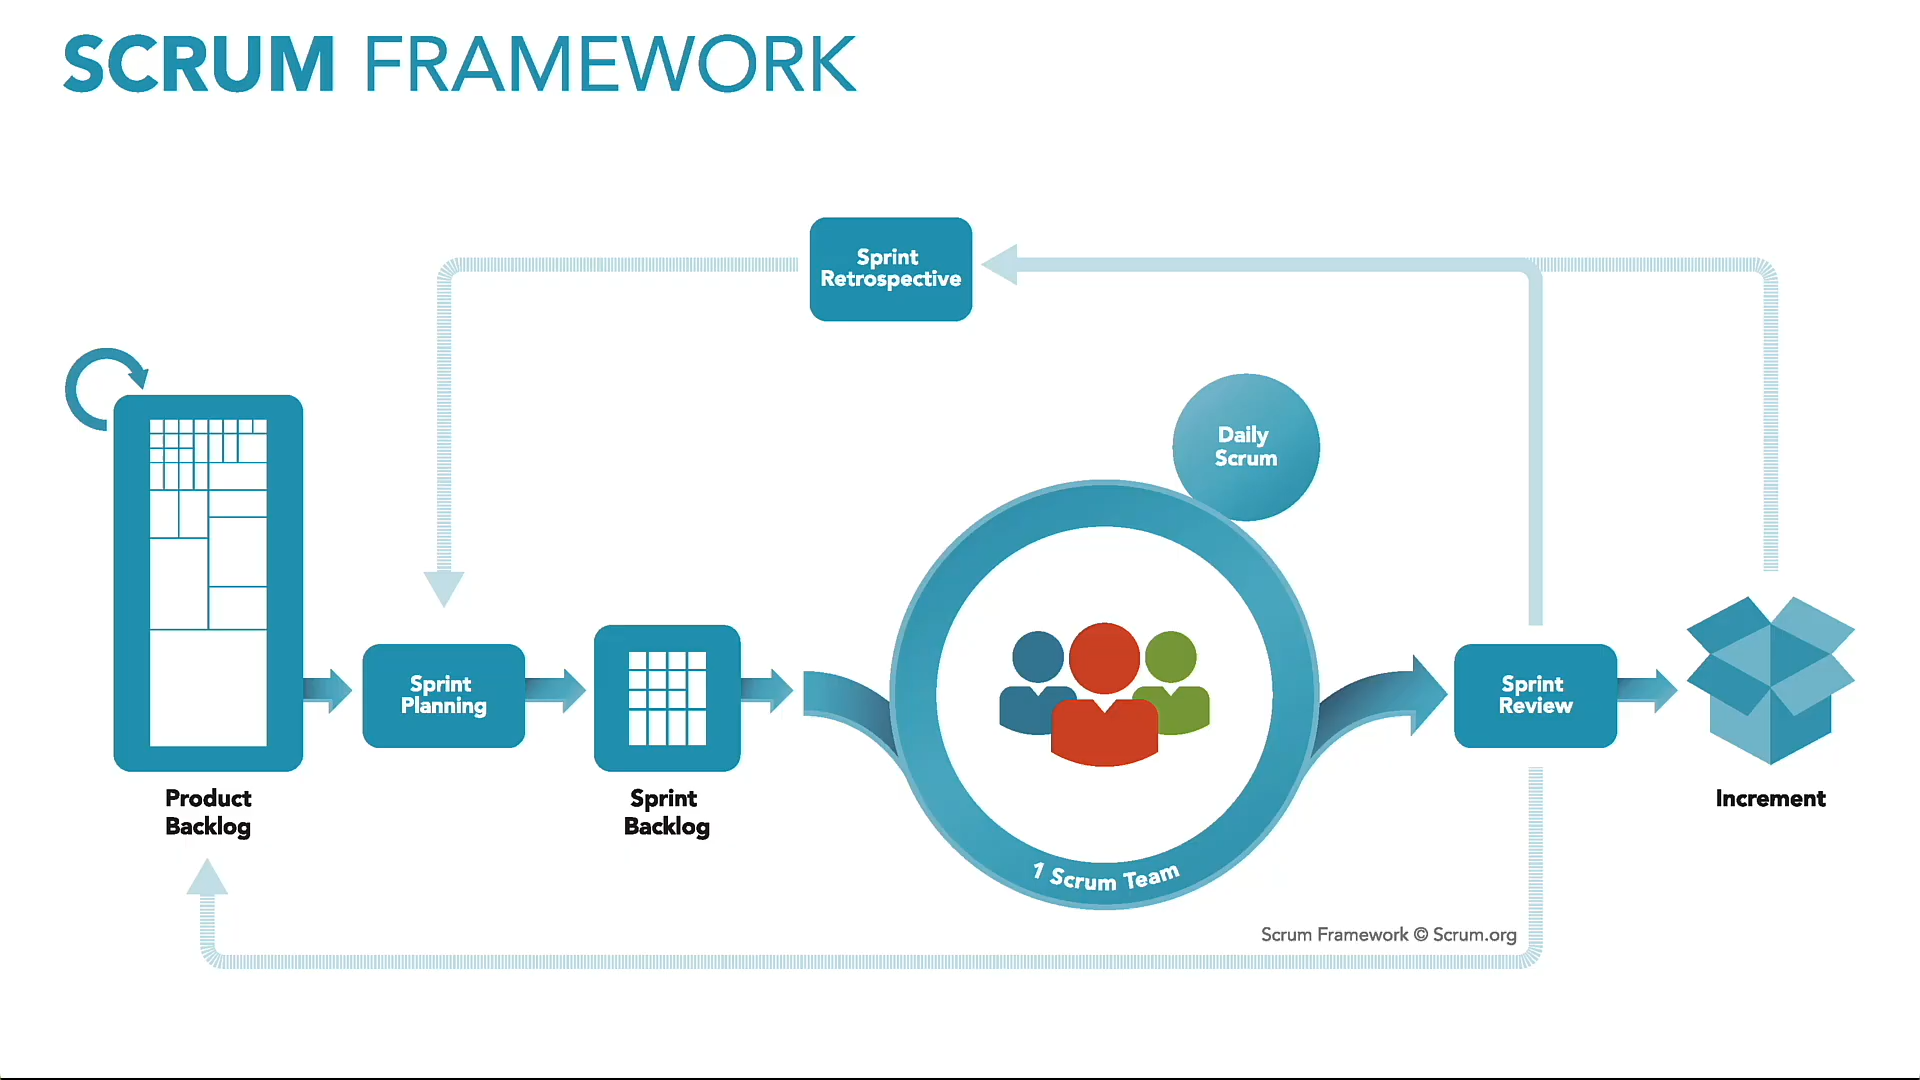 SCRUM FRAMEWORK
Sprint
Retrospective
Daily
Scrum
Sprint
Planning
Sprint
Review
Product
Backlog
Sprint
Backlog
Increment
1 Scrum Team
Scrum Framework © Scrum.org